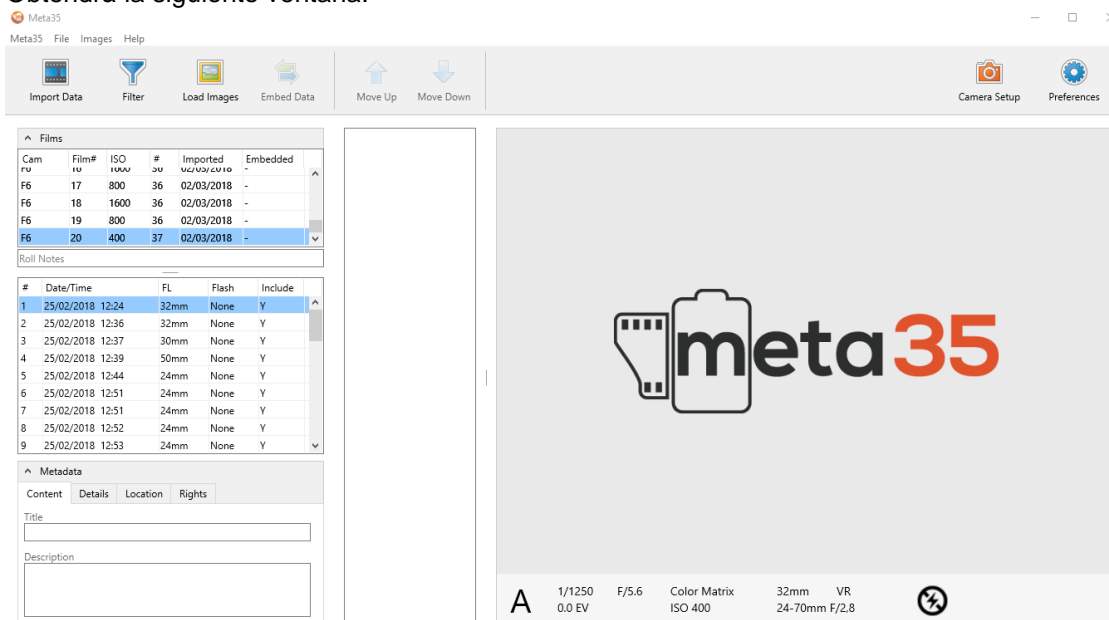 Meta35
Meta35 File Images Help
Import Data Filter Load Images Embed Data Move Up Move Down Camera Setup Preferences
Films
Cam Film# ISO # Imported Embedded
F6 17 800 36 02/03/2018 -
F6 18 1600 36 02/03/2018 -
F6 19 800 36 02/03/2018 -
F6 20 400 37 02/03/2018 -
Roll Notes
# Date/Time FL Flash Include
1 25/02/2018 12:24 32mm None Y
2 25/02/2018 12:36 32mm None Y
3 25/02/2018 12:37 30mm None Y
4 25/02/2018 12:39 50mm None Y
5 25/02/2018 12:44 24mm None Y
6 25/02/2018 12:51 24mm None Y
7 25/02/2018 12:51 24mm None Y
8 25/02/2018 12:52 24mm None Y
9 25/02/2018 12:53 24mm None Y
Metadata
Content Details Location Rights
Title
Description
meta35
A 1/1250 F/5.6 Color Matrix 32mm VR
0.0 EV ISO 400 24-70mm F/2,8